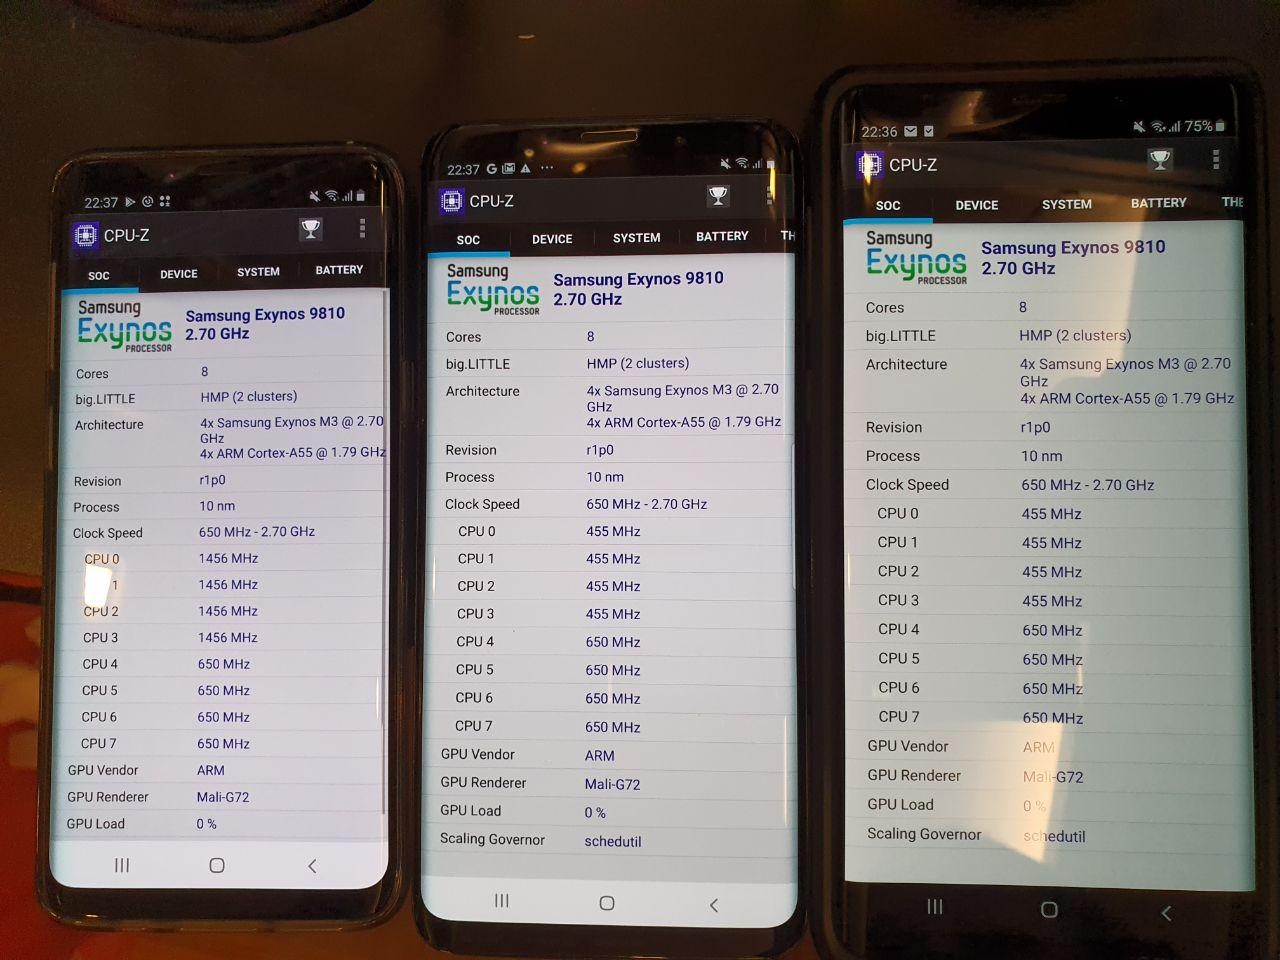 22:37
CPU-Z
SOC DEVICE SYSTEM BATTERY
Samsung
Exynos
PROCESSOR
Samsung Exynos 9810
2.70 GHz
Cores 8
big.LITTLE HMP (2 clusters)
Architecture 4x Samsung Exynos M3 @ 2.70
GHz
4x ARM Cortex-A55 @ 1.79 GHz
Revision r1p0
Process 10 nm
Clock Speed 650 MHz - 2.70 GHz
CPU 0 1456 MHz
1 1456 MHz
CPU 2 1456 MHz
CPU 3 1456 MHz
CPU 4 650 MHz
CPU 5 650 MHz
CPU 6 650 MHz
CPU 7 650 MHz
GPU Vendor ARM
GPU Renderer Mali-G72
GPU Load 0 %
22:37 G
CPU-Z
SOC DEVICE SYSTEM BATTERY TH
Samsung
Exynos
PROCESSOR
Samsung Exynos 9810
2.70 GHz
Cores 8
big.LITTLE HMP (2 clusters)
Architecture 4x Samsung Exynos M3 @ 2.70
GHz
4x ARM Cortex-A55 @ 1.79 GHz
Revision r1p0
Process 10 nm
Clock Speed 650 MHz - 2.70 GHz
CPU 0 455 MHz
CPU 1 455 MHz
CPU 2 455 MHz
CPU 3 455 MHz
CPU 4 650 MHz
CPU 5 650 MHz
CPU 6 650 MHz
CPU 7 650 MHz
GPU Vendor ARM
GPU Renderer Mali-G72
GPU Load 0 %
Scaling Governor schedutil
22:36 75%
CPU-Z
SOC DEVICE SYSTEM BATTERY THE
Samsung
Exynos
PROCESSOR
Samsung Exynos 9810
2.70 GHz
Cores 8
big.LITTLE HMP (2 clusters)
Architecture 4x Samsung Exynos M3 @ 2.70
GHz
4x ARM Cortex-A55 @ 1.79 GHz
Revision r1p0
Process 10 nm
Clock Speed 650 MHz - 2.70 GHz
CPU 0 455 MHz
CPU 1 455 MHz
CPU 2 455 MHz
CPU 3 455 MHz
CPU 4 650 MHz
CPU 5 650 MHz
CPU 6 650 MHz
CPU 7 650 MHz
GPU Vendor ARM
GPU Renderer Mali-G72
GPU Load 0 %
Scaling Governor schedutil